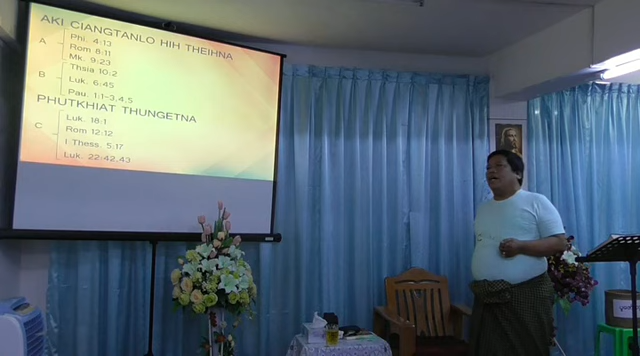 AKI CIANGTANLO HIH THEIHNA
A
Phi. 4:13
Rom 8:11
Mk. 9:23
B
Thsia 10:2
Luk. 6:45
Pau. 1:1-3,4,5
PHUTKHIAT THUNGETNA
C
Luk. 18:1
Rom 12:12
I Thess. 5:17
Luk. 22:42,43